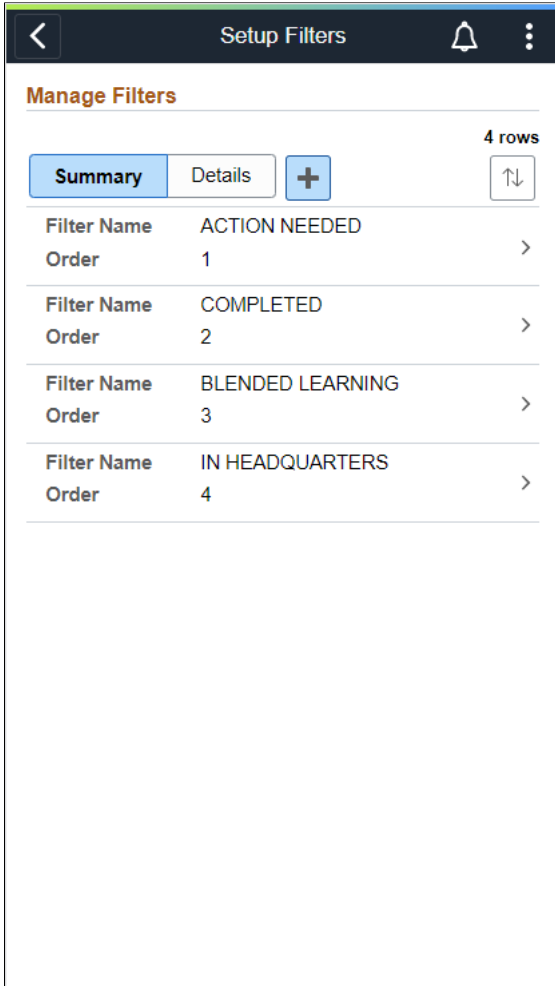 Setup Filters
Manage Filters
4 rows
Summary Details
Filter Name ACTION NEEDED
Order 1
Filter Name COMPLETED
Order 2
Filter Name BLENDED LEARNING
Order 3
Filter Name IN HEADQUARTERS
Order 4